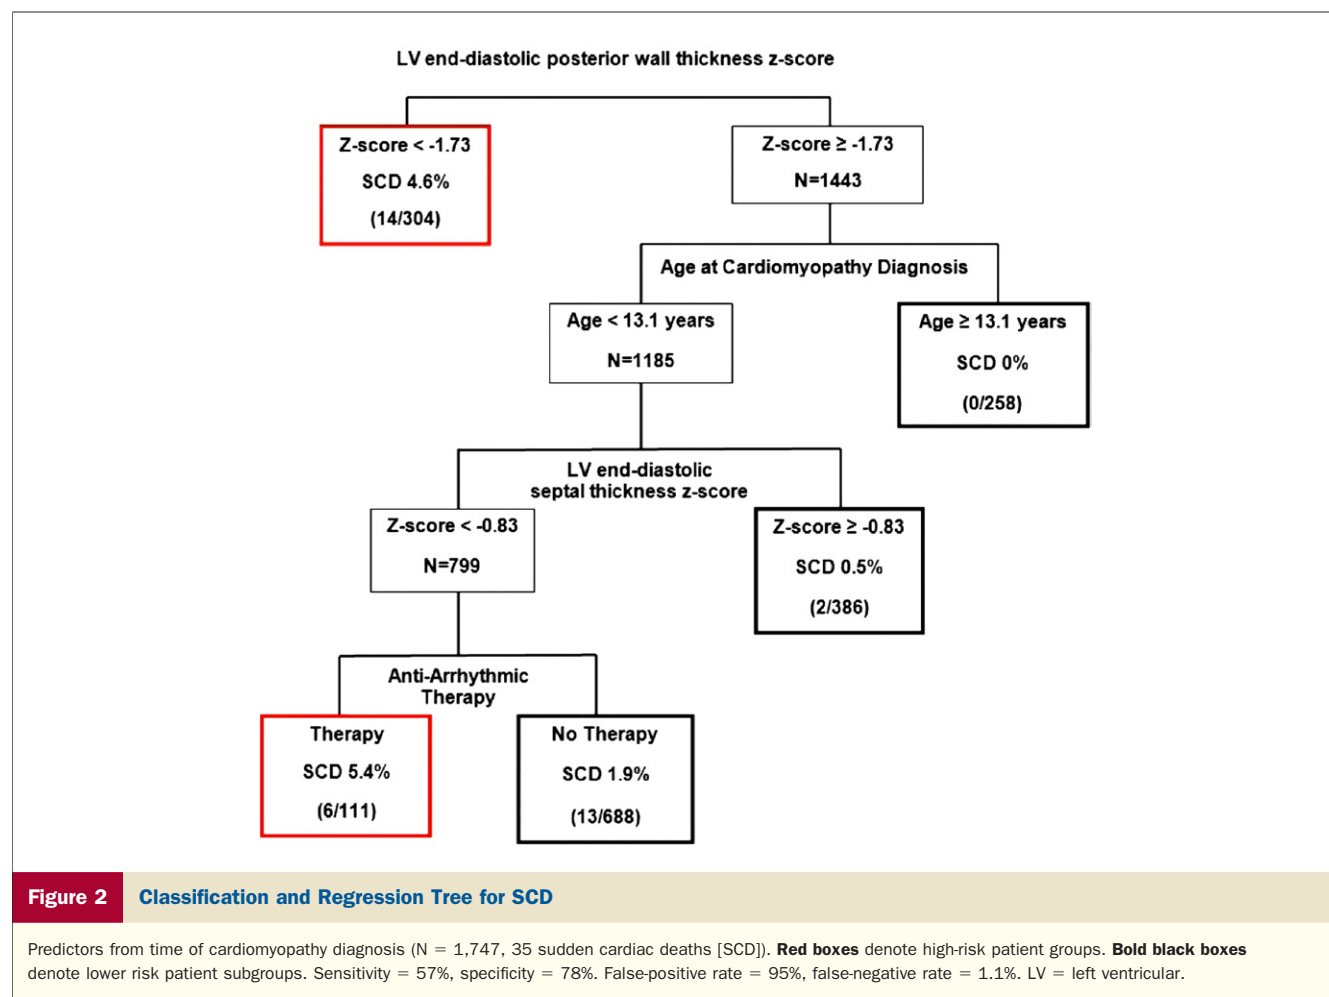 LV end-diastolic posterior wall thickness z-score
Z-score < -1.73
SCD 4.6%
(14/304)
Z-score ≥ -1.73
N=1443
Age at Cardiomyopathy Diagnosis
Age < 13.1 years
N=1185
Age ≥ 13.1 years
SCD 0%
(0/258)
LV end-diastolic
septal thickness z-score
Z-score < -0.83
N=799
Z-score ≥ -0.83
SCD 0.5%
(2/386)
Anti-Arrhythmic
Therapy
Therapy
SCD 5.4%
(6/111)
No Therapy
SCD 1.9%
(13/688)
Figure 2 Classification and Regression Tree for SCD
Predictors from time of cardiomyopathy diagnosis (N = 1,747, 35 sudden cardiac deaths [SCD]). Red boxes denote high-risk patient groups. Bold black boxes
denote lower risk patient subgroups. Sensitivity = 57%, specificity = 78%. False-positive rate = 95%, false-negative rate = 1.1%. LV = left ventricular.